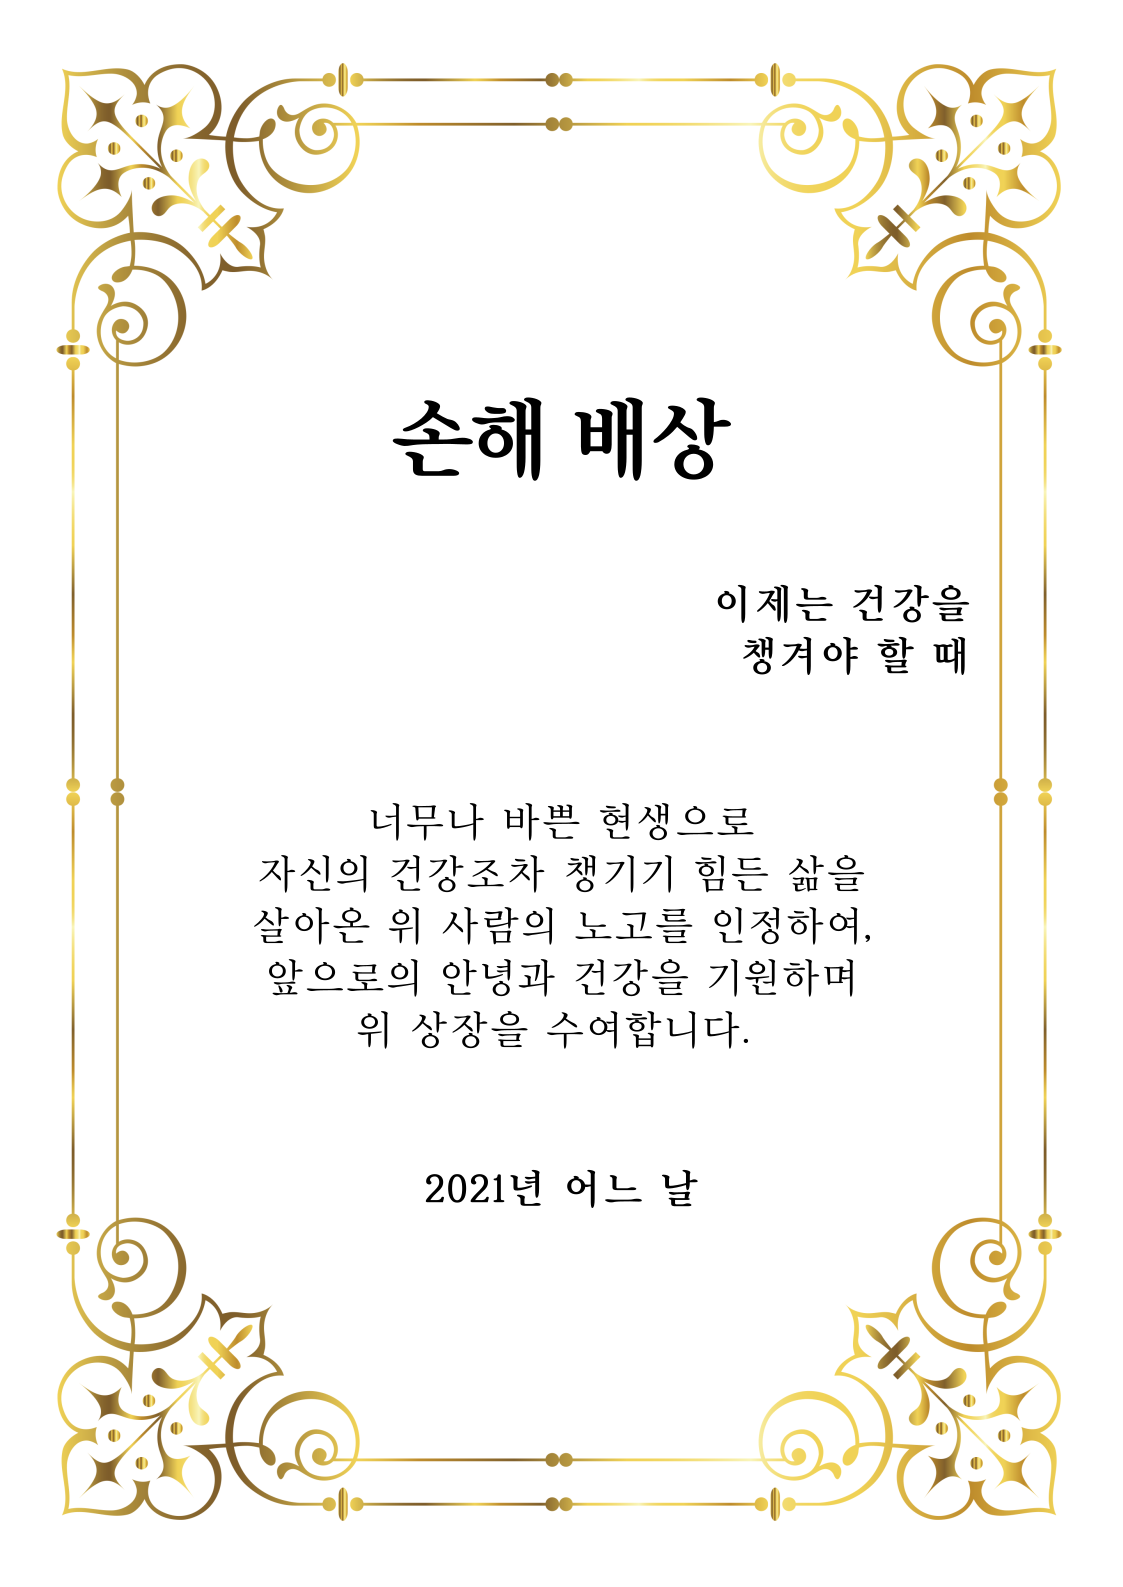 손해 배상
이제는 건강을
챙겨야 할 때
너무나 바쁜 현생으로
자신의 건강조차 챙기기 힘든 삶을
살아온 위 사람의 노고를 인정하여,
앞으로의 안녕과 건강을 기원하며
위 상장을 수여합니다.
2021년 어느 날